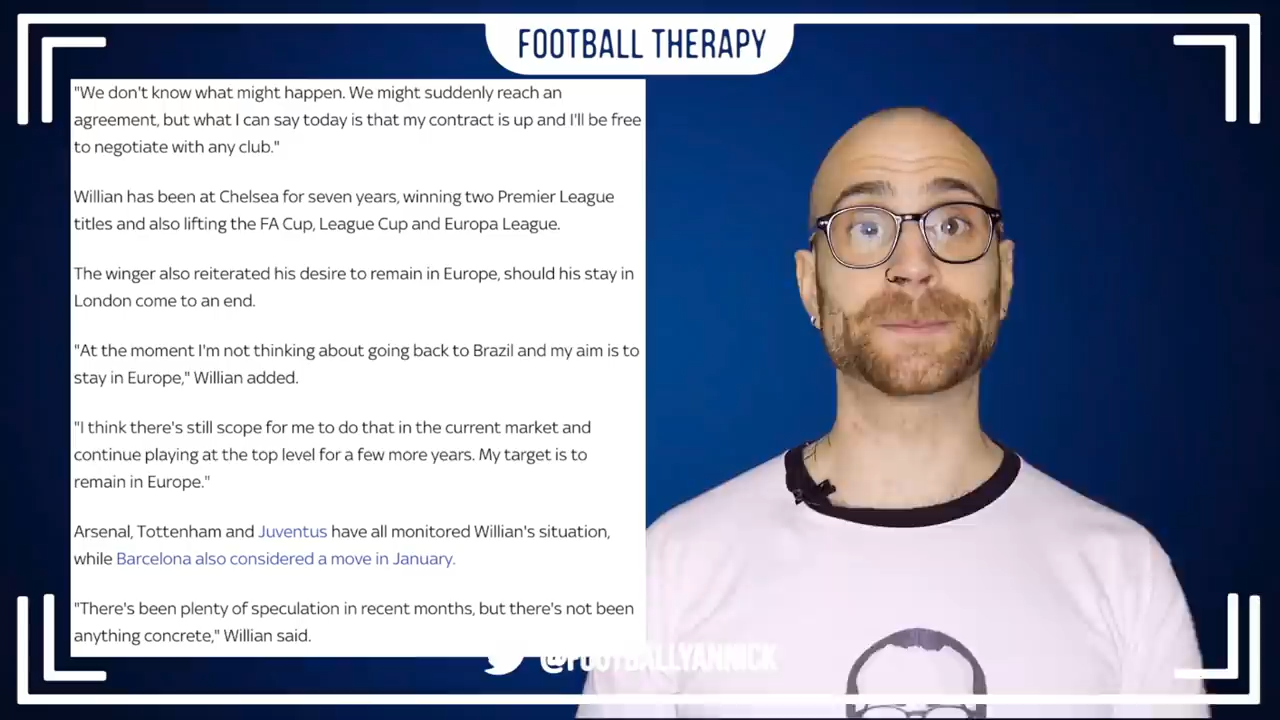 FOOTBALL THERAPY
"We don't know what might happen. We might suddenly reach an
agreement, but what I can say today is that my contract is up and I'll be free
to negotiate with any club."
Willian has been at Chelsea for seven years, winning two Premier League
titles and also lifting the FA Cup, League Cup and Europa League.
The winger also reiterated his desire to remain in Europe, should his stay in
London come to an end.
"At the moment I'm not thinking about going back to Brazil and my aim is to
stay in Europe," Willian added.
"I think there's still scope for me to do that in the current market and
continue playing at the top level for a few more years. My target is to
remain in Europe."
Arsenal, Tottenham and Juventus have all monitored Willian's situation,
while Barcelona also considered a move in January.
"There's been plenty of speculation in recent months, but there's not been
anything concrete," Willian said.
@FOOTBALLYANNICK